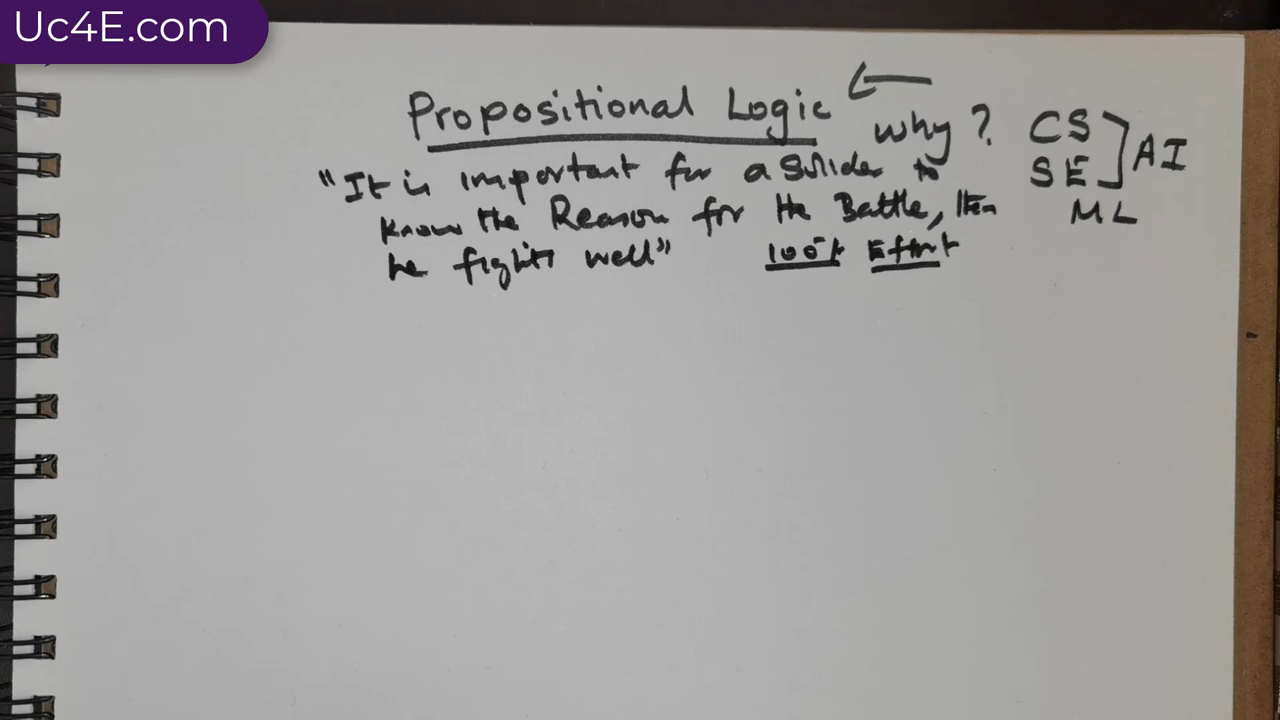 Uc4E.com
Propositional Logic ←
why? CS
SE ] AI
ML
"It is important for a Solider to
know the Reason for the Battle, then
he fights well" 100% Effort